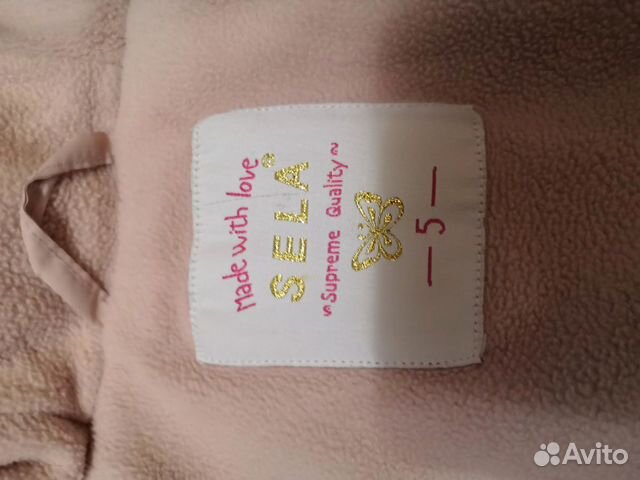 Made with love
SELA®
~Supreme Quality~
— 5 —
Avito